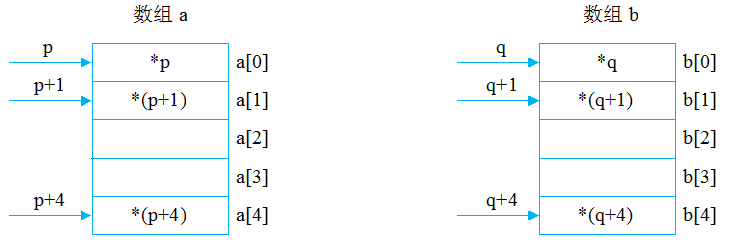 数组 a
p
*p
a[0]
p+1
*(p+1)
a[1]
a[2]
a[3]
p+4
*(p+4)
a[4]
数组 b
q
*q
b[0]
q+1
*(q+1)
b[1]
b[2]
b[3]
q+4
*(q+4)
b[4]